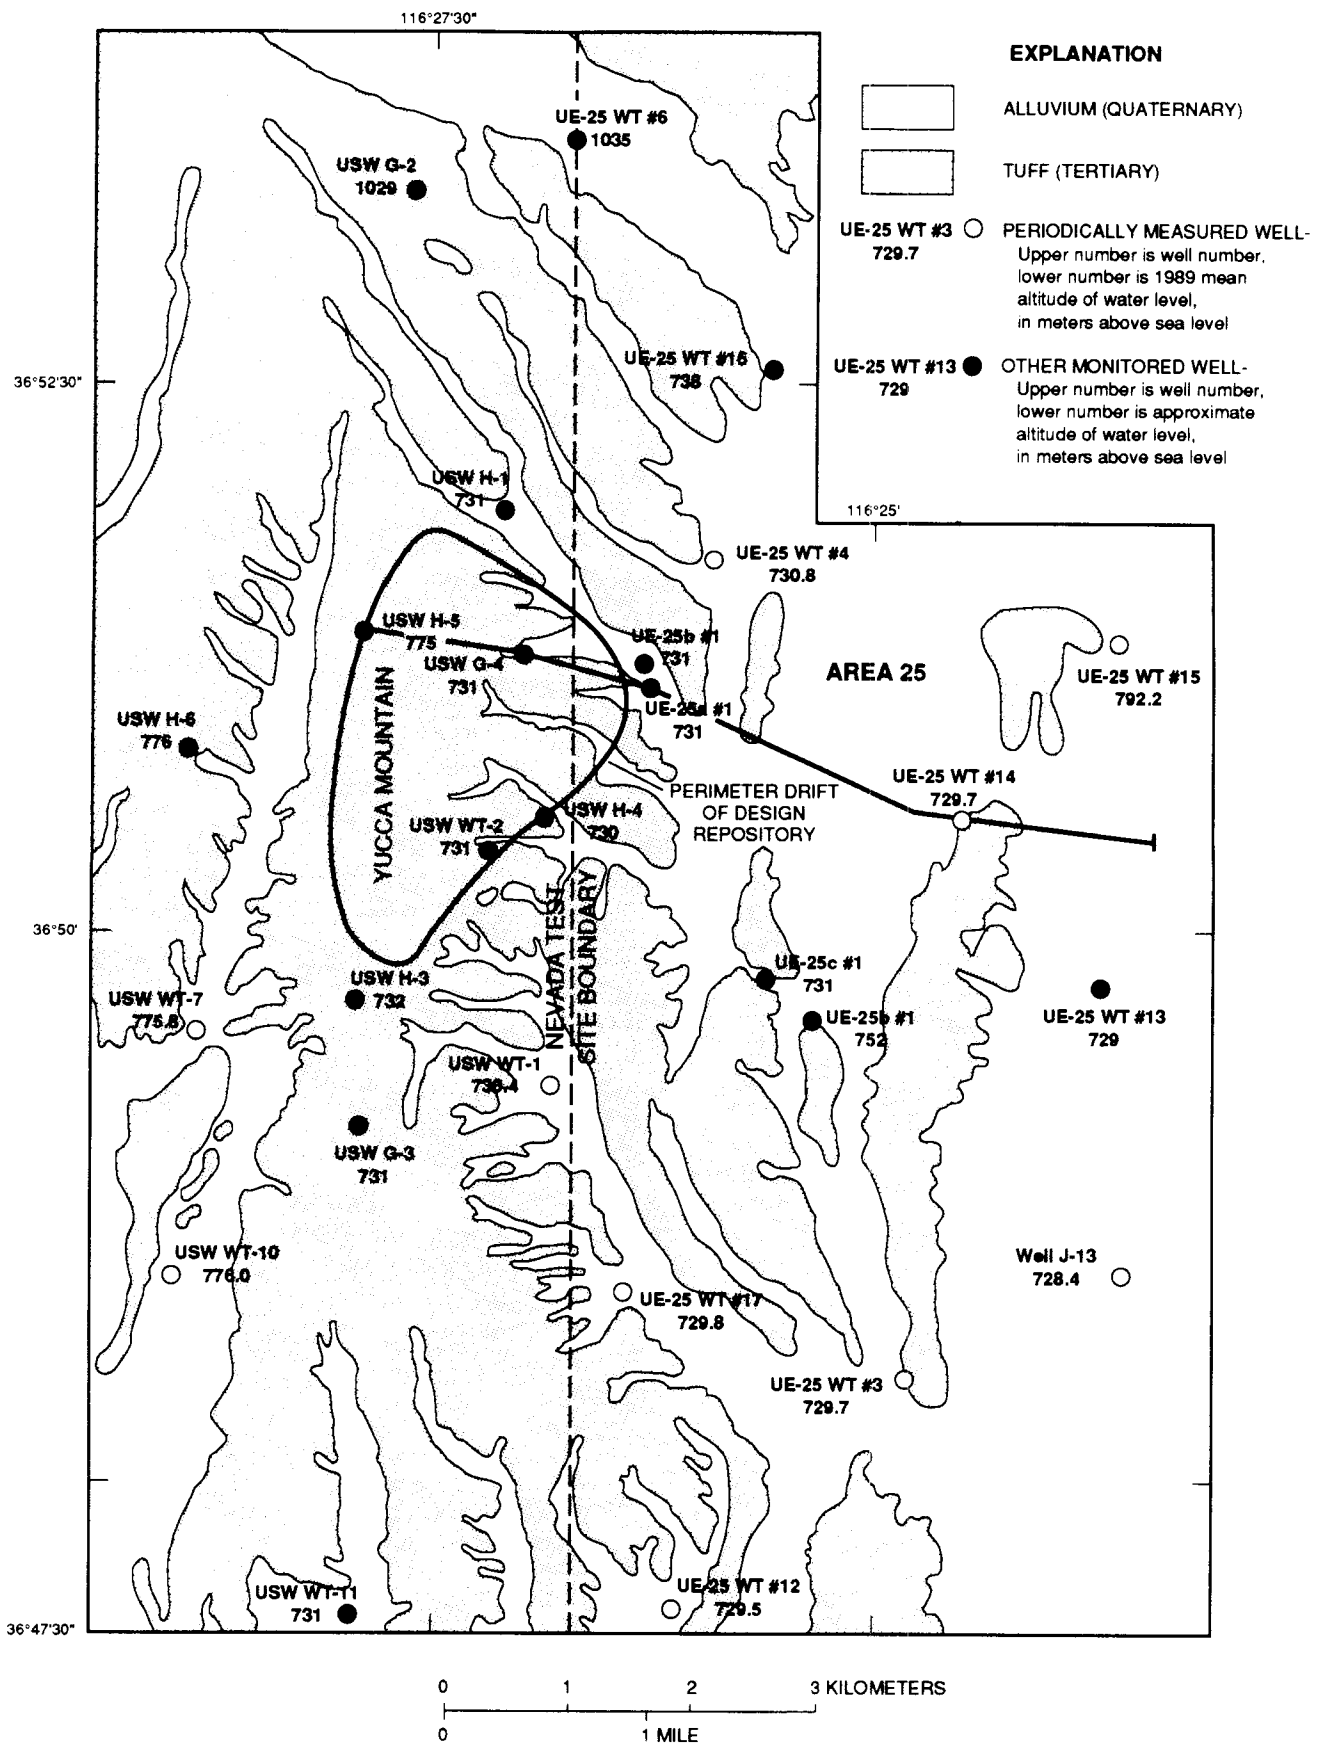 116°27'30"
EXPLANATION
ALLUVIUM (QUATERNARY)
TUFF (TERTIARY)
UE-25 WT #3
729.7
PERIODICALLY MEASURED WELL-
Upper number is well number,
lower number is 1989 mean
altitude of water level,
in meters above sea level
UE-25 WT #13
729
OTHER MONITORED WELL-
Upper number is well number,
lower number is approximate
altitude of water level,
in meters above sea level
UE-25 WT #6
1035
USW G-2
1029
36°52'30"
UE-25 WT #16
738
USW H-1
731
116°25'
UE-25 WT #4
730.8
USW H-5
775
UE-25b #1
731
USW G-4
731
AREA 25
UE-25 WT #15
792.2
UE-25a #1
731
USW H-6
776
YUCCA MOUNTAIN
UE-25 WT #14
729.7
PERIMETER DRIFT
OF DESIGN
REPOSITORY
USW H-4
730
USW WT-2
731
NEVADA TEST
SITE BOUNDARY
36°50'
UE-25c #1
731
USW H-3
732
USW WT-7
775.8
UE-25 WT #13
729
752
USW WT-1
USW G-3
731
USW WT-10
776.0
Well J-13
728.4
UE-25 WT #17
729.8
UE-25 WT #3
729.7
USW WT-11
731
UE-25 WT #12
729.5
36°47'30"
0 1 2 3 KILOMETERS
0 1 MILE